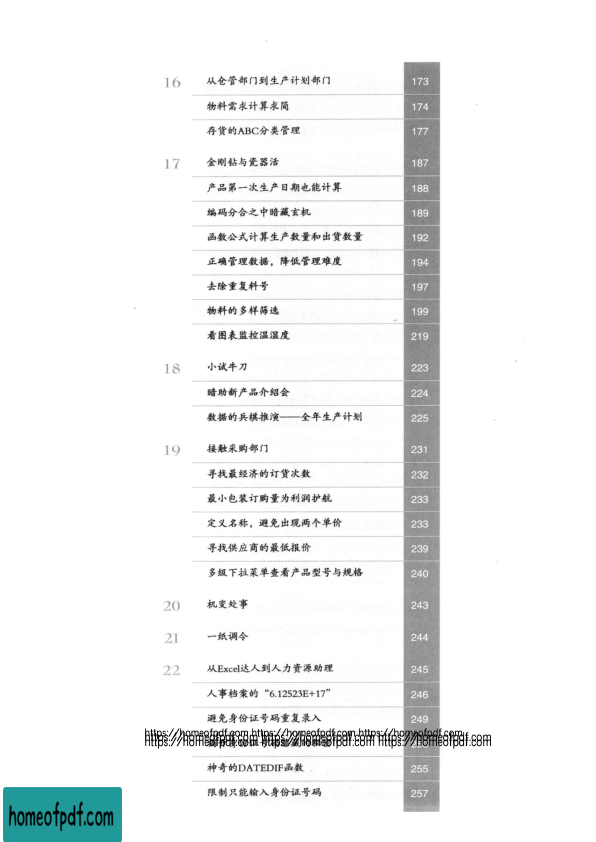 16 从仓管部门到生产计划部门 173
物料需求计算求简 174
存货的ABC分类管理 177
17 金刚钻与瓷器活 187
产品第一次生产日期也能计算 188
编码分合之中暗藏玄机 189
函数公式计算生产数量和出货数量 192
正确管理数据，降低管理难度 194
去除重复料号 197
物料的多样筛选 199
看图表监控温湿度 219
18 小试牛刀 223
暗助新产品介绍会 224
数据的兵棋推演——全年生产计划 225
19 接触采购部门 231
寻找最经济的订货次数 232
最小包装订购量为利润护航 233
定义名称，避免出现两个单价 233
寻找供应商的最低报价 239
多级下拉菜单查看产品型号与规格 240
20 机变处事 243
21 一纸调令 244
22 从Excel达人到人力资源助理 245
人事档案的“6.12523E+17” 246
避免身份证号码重复录入 249
https://homeofpdf.com https://homeofpdf.com https://homeofpdf.com
https://homeofpdf.com https://homeofpdf.com https://homeofpdf.com
神奇的DATEDIF函数 255
限制只能输入身份证号码 257
homeofpdf.com